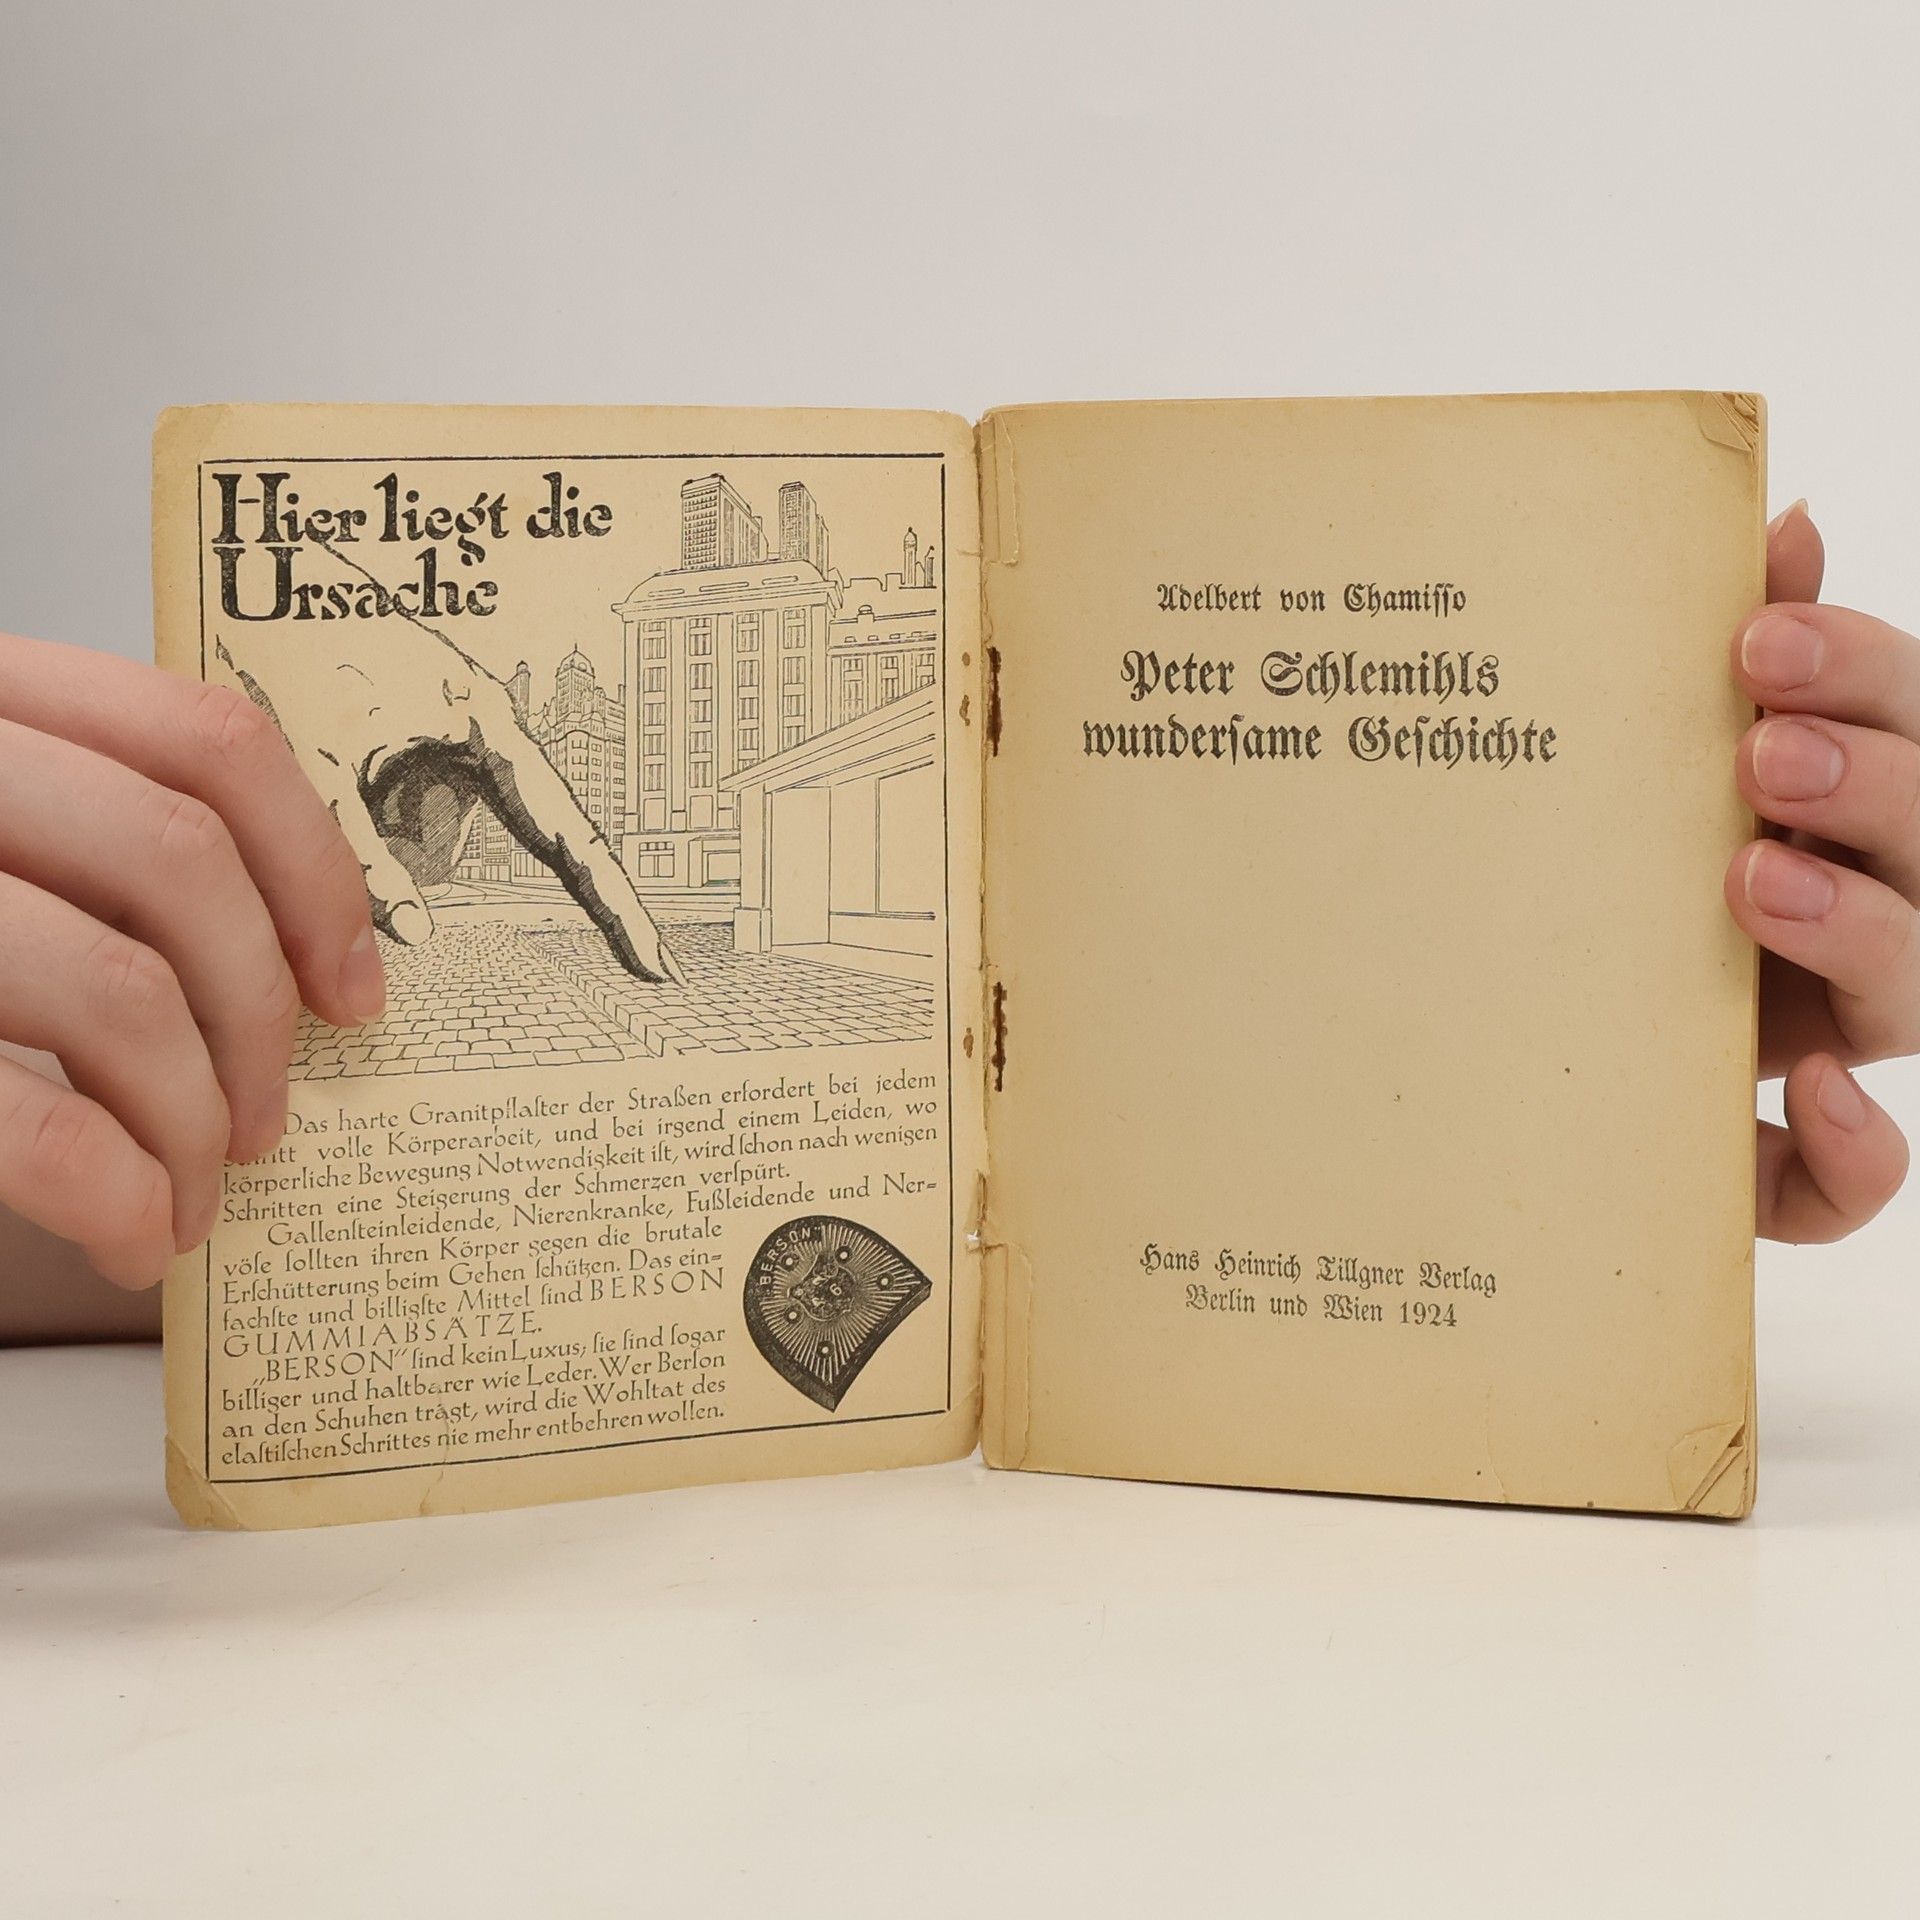 Hier liegt die
Ursache
Das harte Granitpflaſter der Straßen erfordert bei jedem
Schritt volle Körperarbeit, und bei irgend einem Leiden, wo
körperliche Bewegung Notwendigkeit iſt, wird ſchon nach wenigen
Schritten eine Steigerung der Schmerzen verſpürt.
Gallenſteinleidende, Nierenkranke, Fußleidende und Ner-
vöſe ſollten ihren Körper gegen die brutale
Erſchütterung beim Gehen ſchützen. Das ein-
fachſte und billigſte Mittel ſind BERSON
GUMMIABSÄTZE.
„BERSON“ ſind kein Luxus; ſie ſind ſogar
billiger und haltbarer wie Leder. Wer Berſon
an den Schuhen trägt, wird die Wohltat des
elaſtiſchen Schrittes nie mehr entbehren wollen.
BERSON
Adelbert von Chamiſſo
Peter Schlemihls
wunderſame Geſchichte
Hans Heinrich Tillgner Verlag
Berlin und Wien 1924